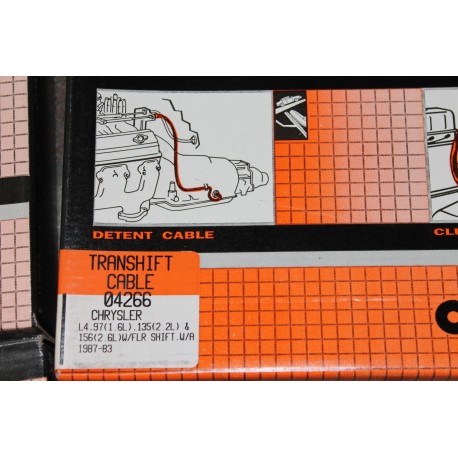 DETENT CABLE
CLU
TRANSHIFT
CABLE
04266
CHRYSLER
L4.97(1.6L).135(2.2L) &
156(2 6L)W/FLR SHIFT.W/A
1987-83